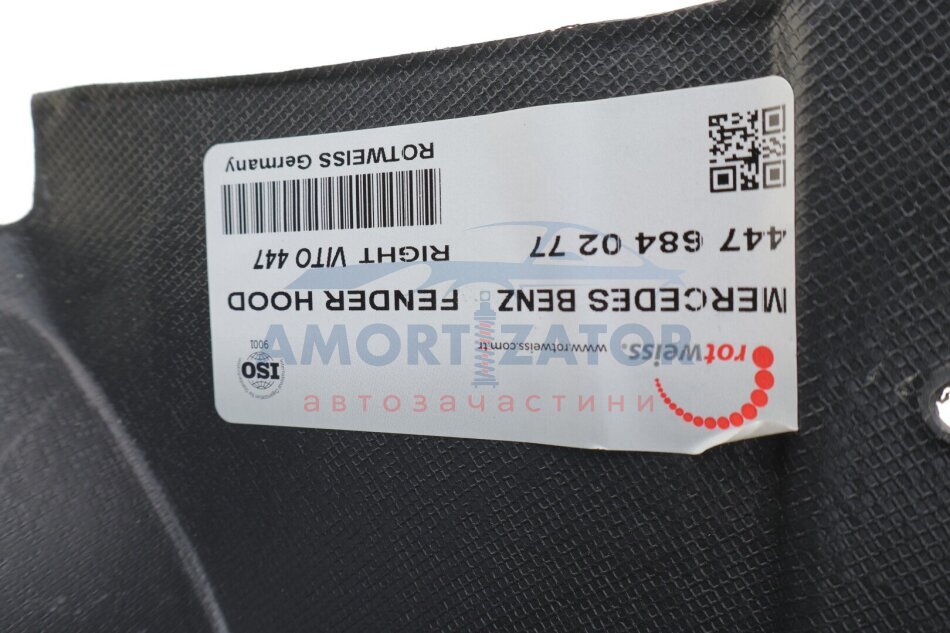 rotweiss.
www.rotweiss.com.tr
ISO
9001
MERCEDES BENZ FENDER HOOD
447 684 02 77 RIGHT VITO 447
ROTWEISS Germany
AMORTIZATOR
автозачастини